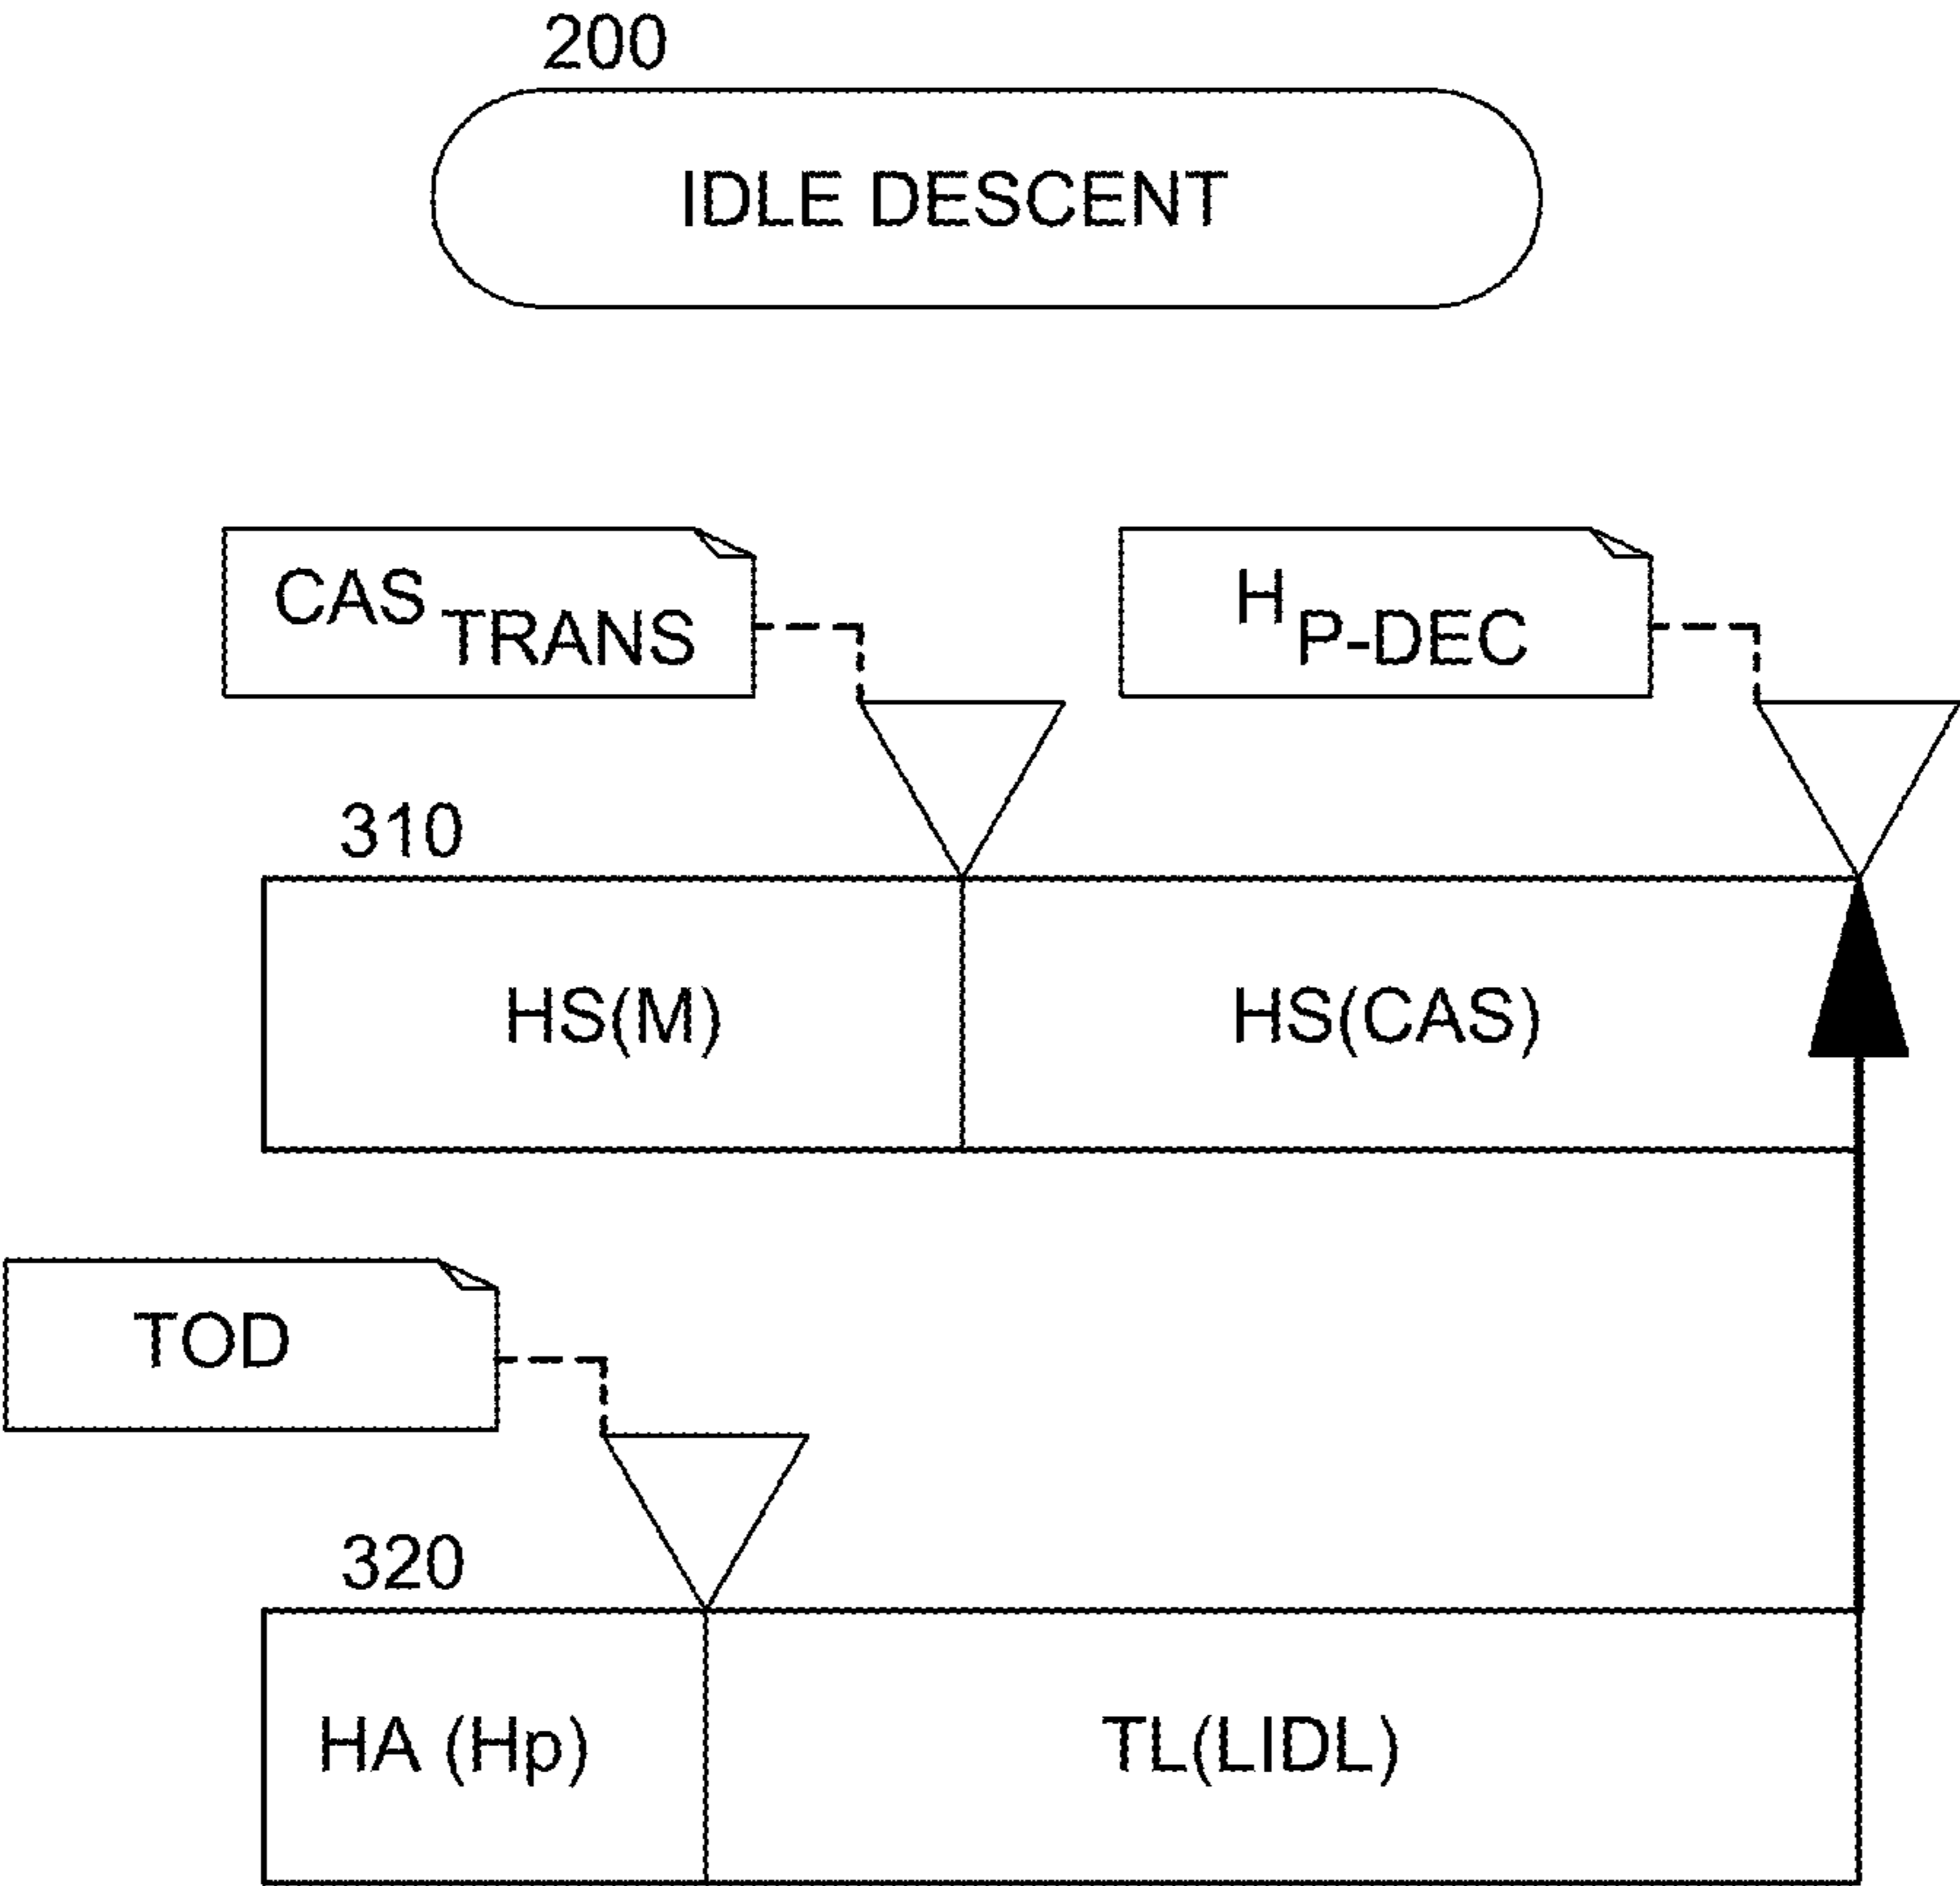 200
IDLE DESCENT
CAS TRANS
H P-DEC
310
HS(M)
HS(CAS)
TOD
320
HA (Hp)
TL(LIDL)